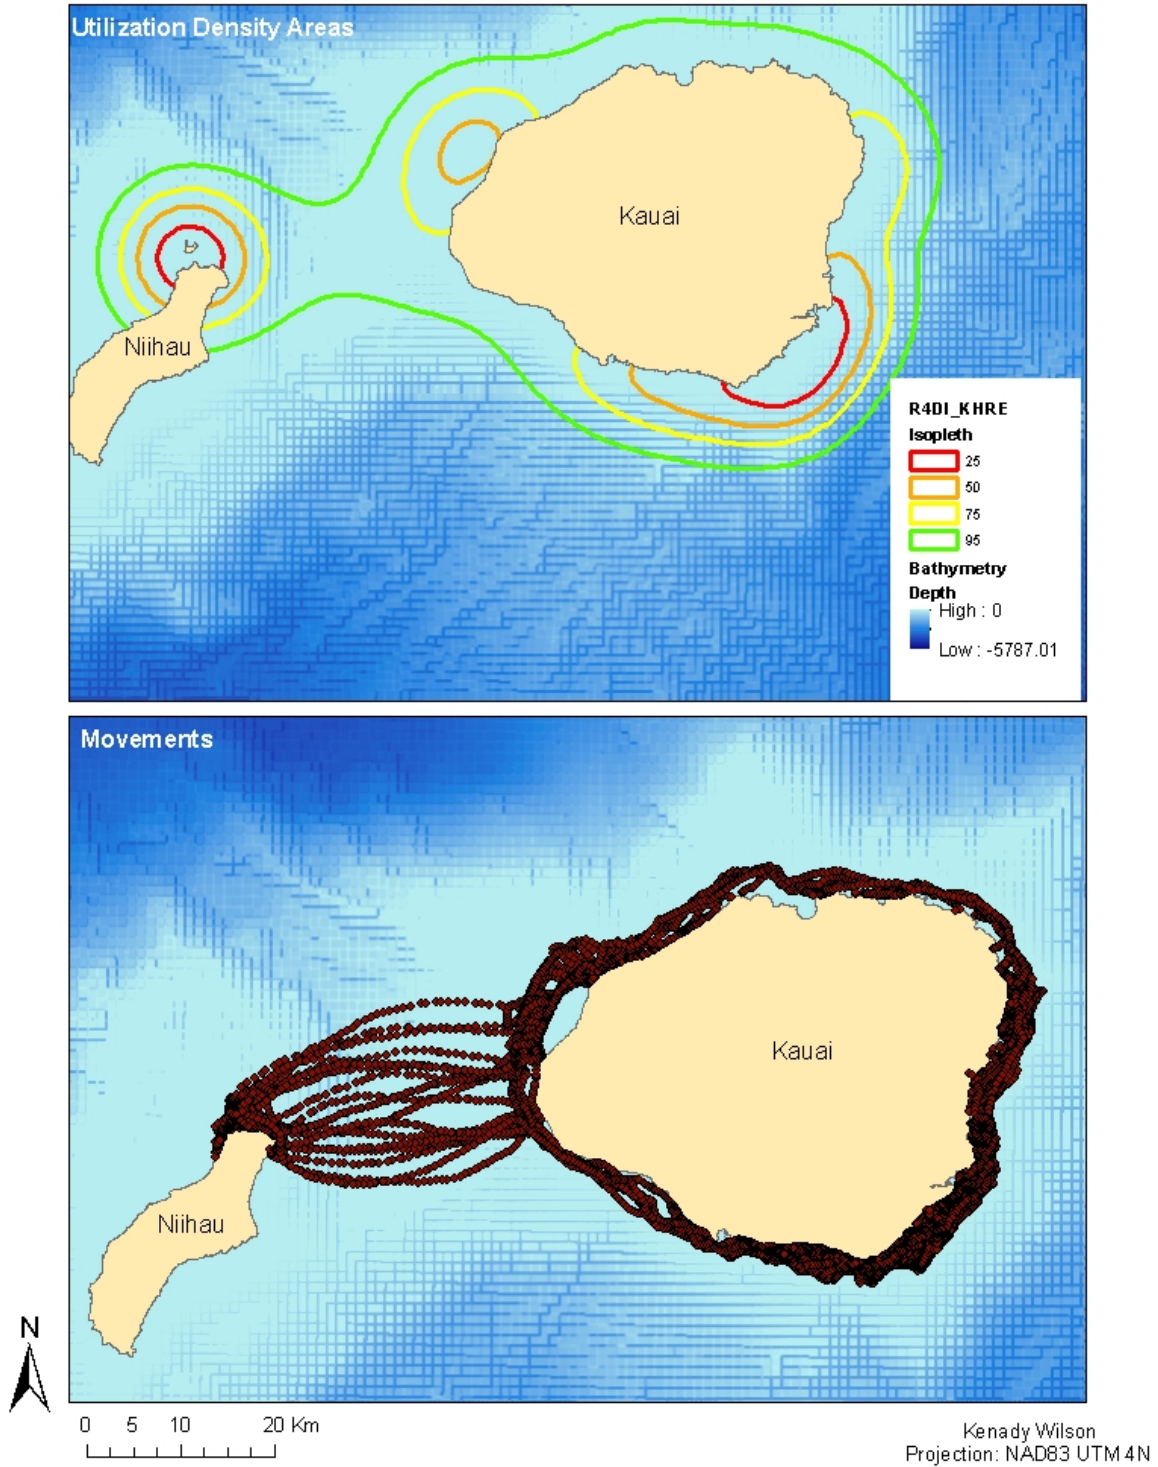 Utilization Density Areas
Kauai
Niihau
R4DI_KHRE
Isopleth
25
50
75
95
Bathymetry
Depth
High : 0
Low : -5787.01
Movements
Kauai
Niihau
N
0 5 10 20 Km
Kenady Wilson
Projection: NAD83 UTM 4N